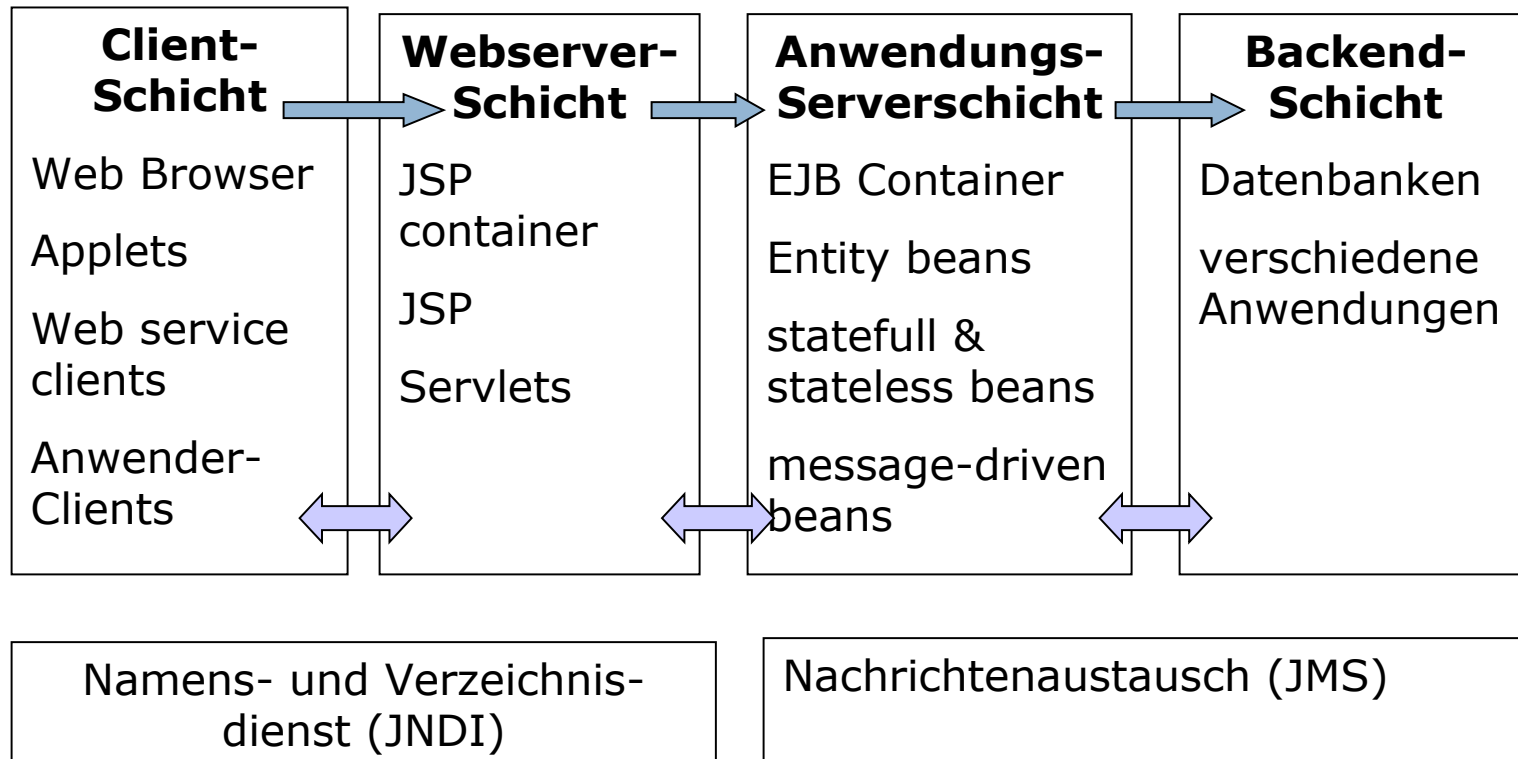 Client-
Schicht
Web Browser
Applets
Web service
clients
Anwender-
Clients
Webserver-
Schicht
JSP
container
JSP
Servlets
Anwendungs-
Serverschicht
EJB Container
Entity beans
statefull &
stateless beans
message-driven
beans
Backend-
Schicht
Datenbanken
verschiedene
Anwendungen
Namens- und Verzeichnis-
dienst (JNDI)
Nachrichtenaustausch (JMS)